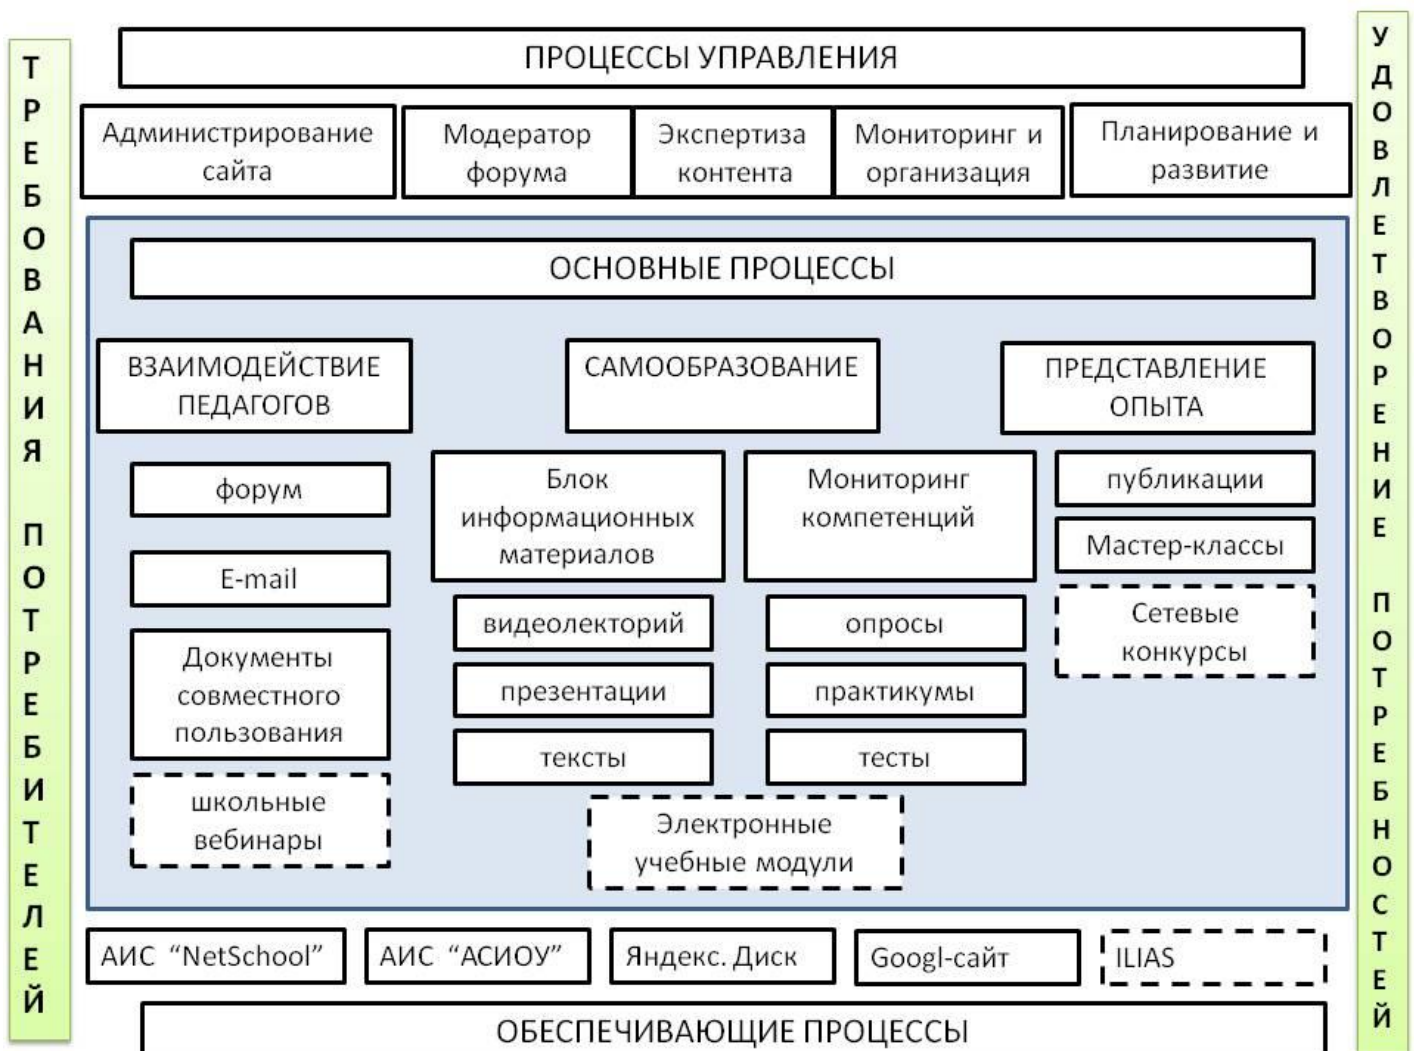 ТРЕБОВАНИЯ ПОТРЕБИТЕЛЕЙ
ПРОЦЕССЫ УПРАВЛЕНИЯ
Администрирование
сайта
Модератор
форума
Экспертиза
контента
Мониторинг и
организация
Планирование и
развитие
ОСНОВНЫЕ ПРОЦЕССЫ
ВЗАИМОДЕЙСТВИЕ
ПЕДАГОГОВ
форум
E-mail
Документы
совместного
пользования
школьные
вебинары
САМООБРАЗОВАНИЕ
Блок
информационных
материалов
видеолекторий
презентации
тексты
Мониторинг
компетенций
опросы
практикумы
тесты
Электронные
учебные модули
ПРЕДСТАВЛЕНИЕ
ОПЫТА
публикации
Мастер-классы
Сетевые
конкурсы
АИС “NetSchool”
АИС “АСИОУ”
Яндекс. Диск
Googl-сайт
ILIAS
ОБЕСПЕЧИВАЮЩИЕ ПРОЦЕССЫ
УДОВЛЕТВОРЕНИЕ ПОТРЕБНОСТЕЙ